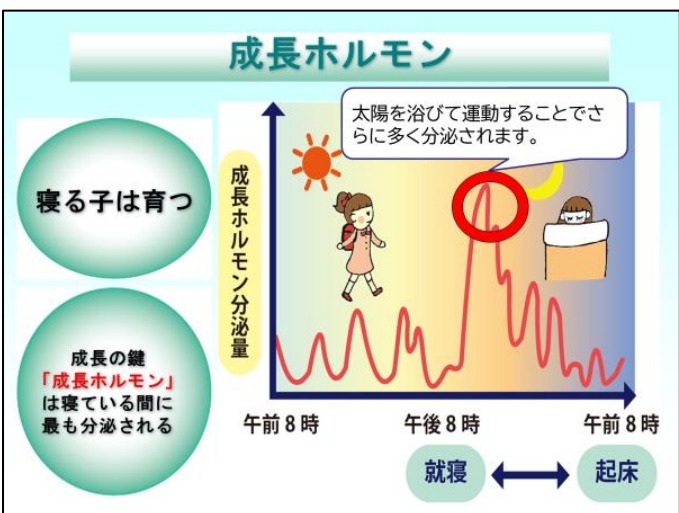 成長ホルモン
寝る子は育つ
成長の鍵
「成長ホルモン」
は寝ている間に
最も分泌される
成長ホルモン分泌量
太陽を浴びて運動することでさ
らに多く分泌されます。
午前8時
午後8時
午前8時
就寝
起床